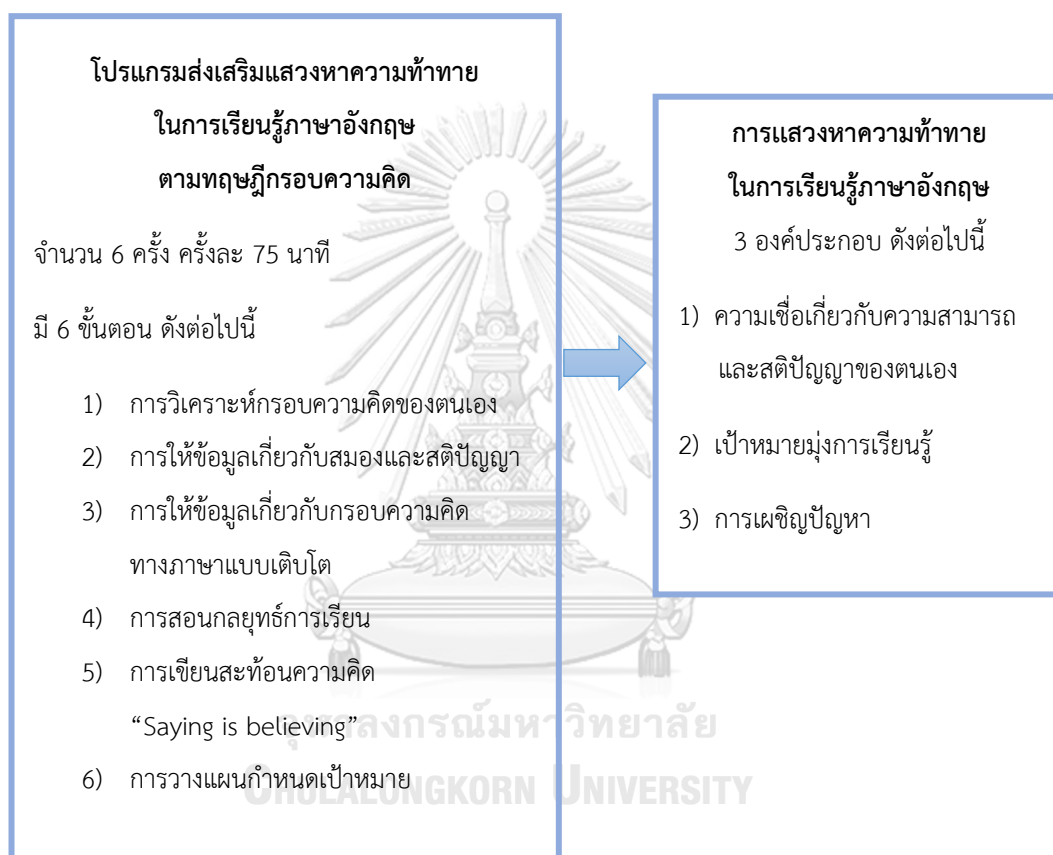 โปรแกรมส่งเสริมแสวงหาความท้าทาย
ในการเรียนรู้ภาษาอังกฤษ
ตามทฤษฎีกรอบความคิด
จำนวน 6 ครั้ง ครั้งละ 75 นาที
มี 6 ขั้นตอน ดังต่อไปนี้
1) การวิเคราะห์กรอบความคิดของตนเอง
2) การให้ข้อมูลเกี่ยวกับสมองและสติปัญญา
3) การให้ข้อมูลเกี่ยวกับกรอบความคิด
ทางภาษาแบบเติบโต
4) การสอนกลยุทธ์การเรียน
5) การเขียนสะท้อนความคิด
“Saying is believing”
6) การวางแผนกำหนดเป้าหมาย
การแสวงหาความท้าทาย
ในการเรียนรู้ภาษาอังกฤษ
3 องค์ประกอบ ดังต่อไปนี้
1) ความเชื่อเกี่ยวกับความสามารถ
และสติปัญญาของตนเอง
2) เป้าหมายมุ่งการเรียนรู้
3) การเผชิญปัญหา
จุฬาลงกรณ์มหาวิทยาลัย
CHULALONGKORN UNIVERSITY